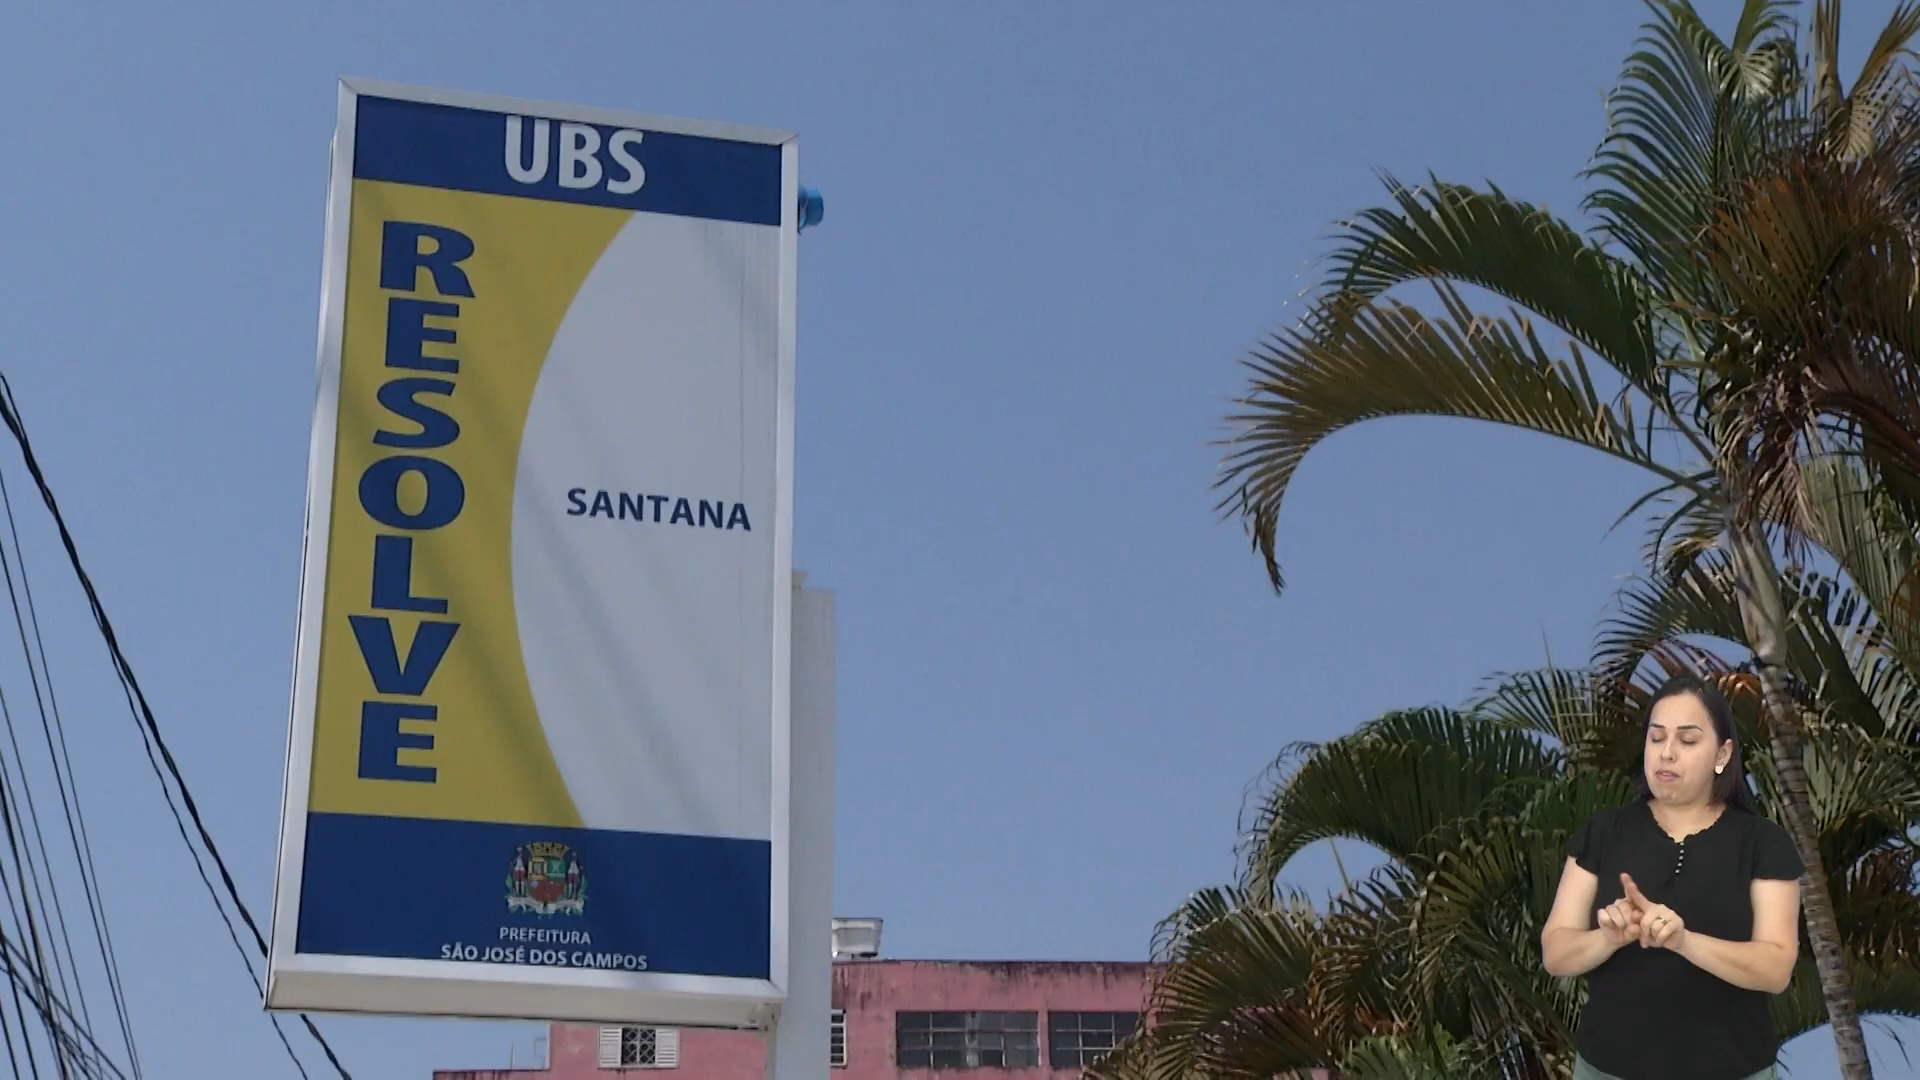 UBS
RESOLVE
SANTANA
PREFEITURA
SÃO JOSÉ DOS CAMPOS